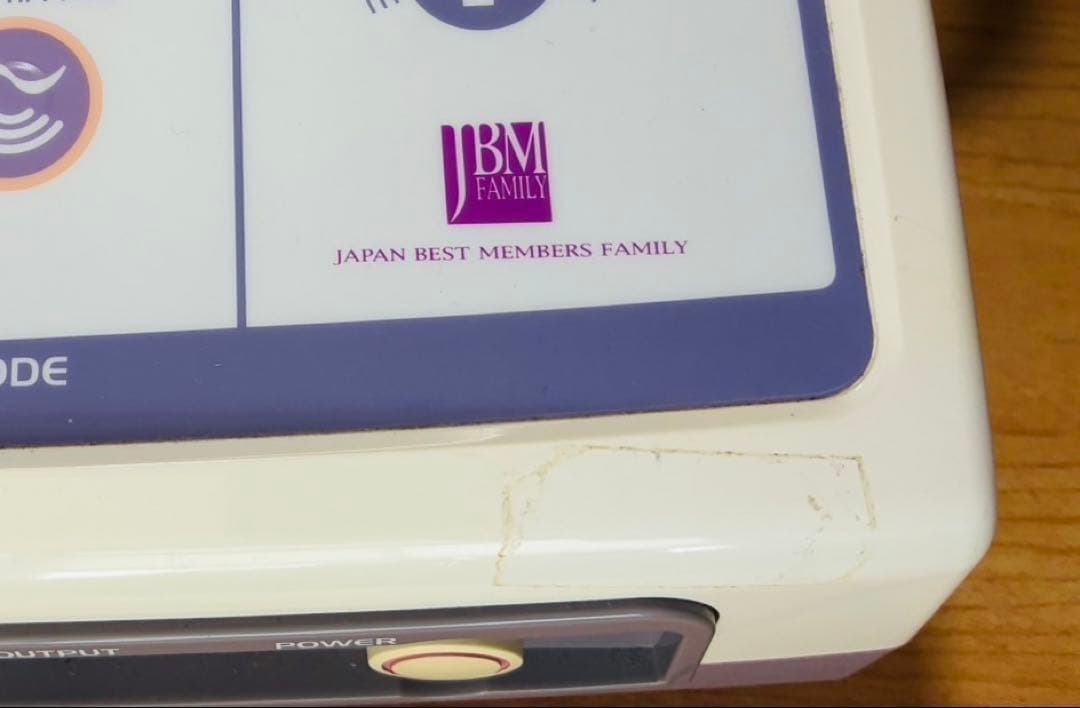 JBM
FAMILY
JAPAN BEST MEMBERS FAMILY
ODE
OUTPUT
POWER